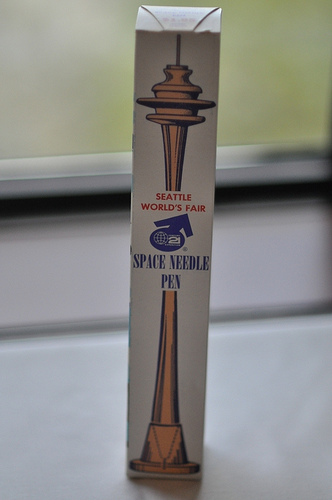 SEATTLE
WORLD'S FAIR
21
®
SPACE NEEDLE
PEN